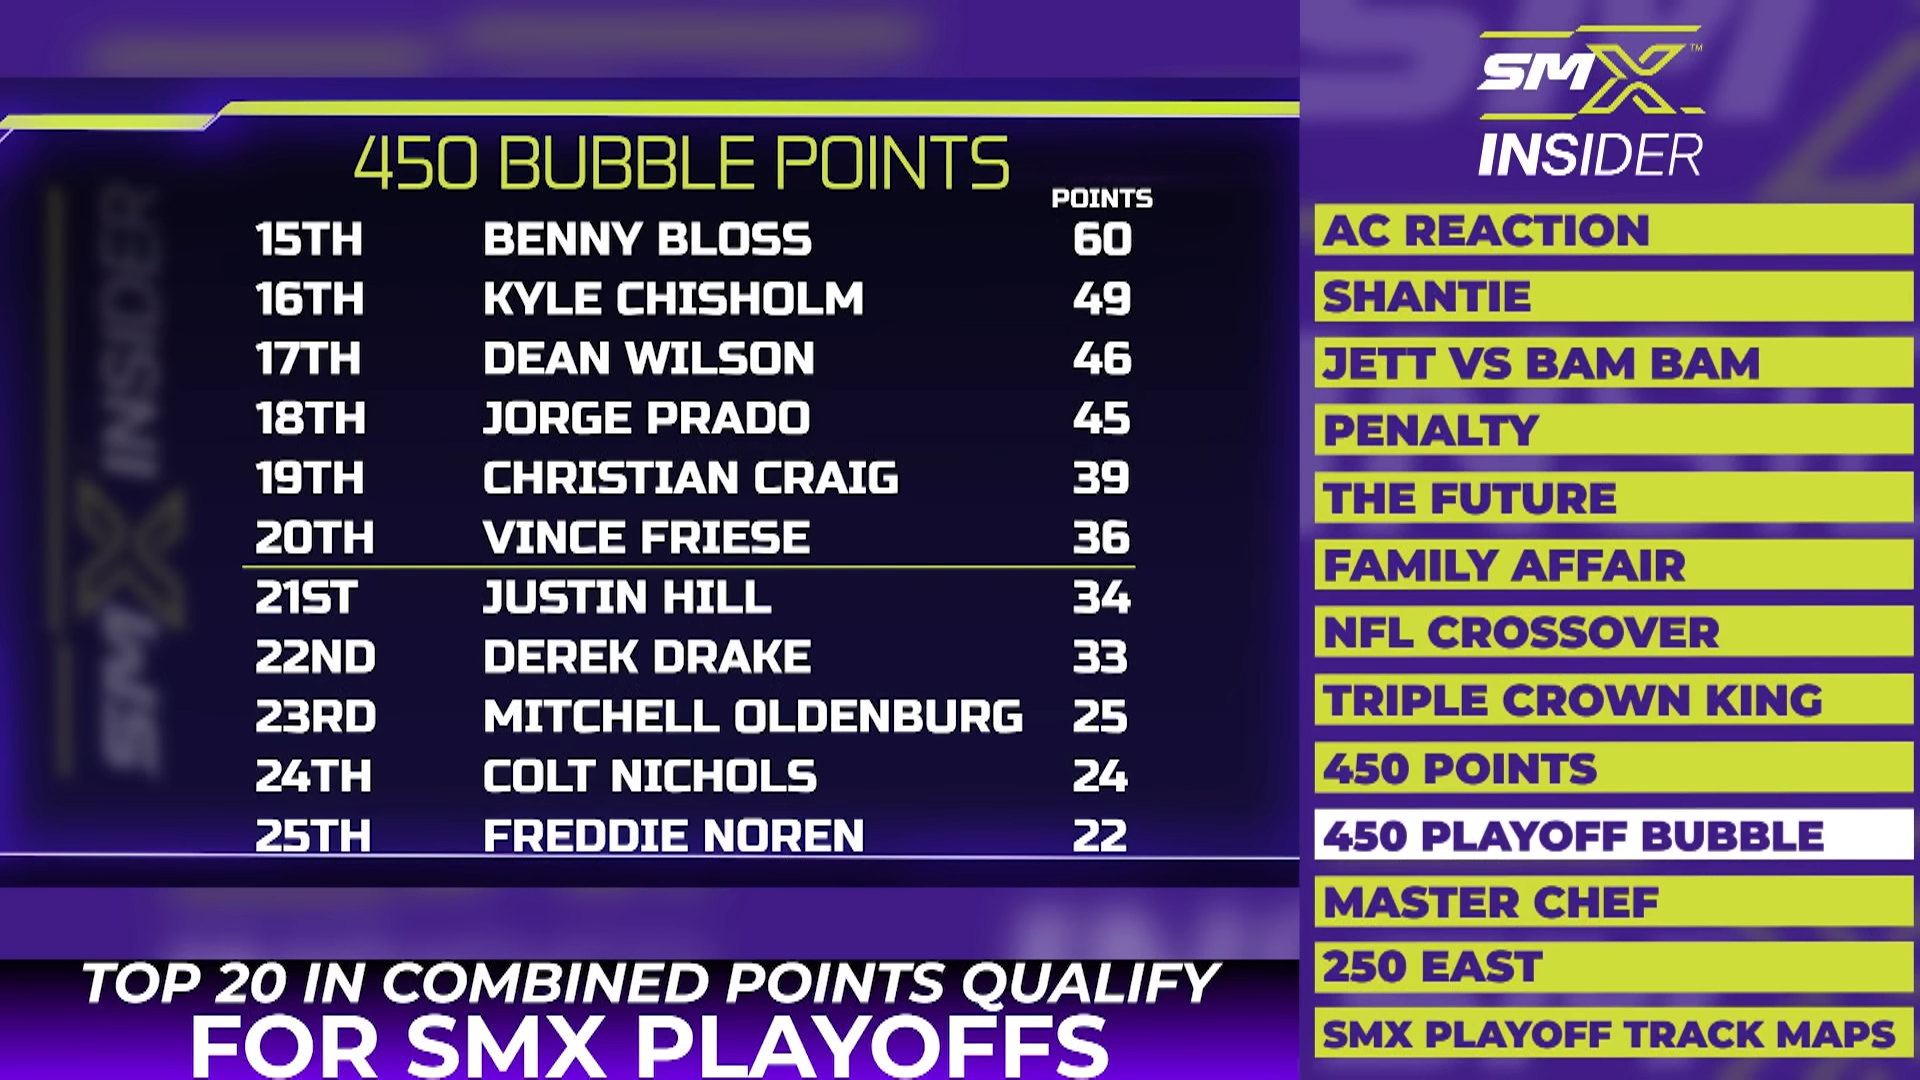 450 BUBBLE POINTS
POINTS
15TH BENNY BLOSS 60
16TH KYLE CHISHOLM 49
17TH DEAN WILSON 46
18TH JORGE PRADO 45
19TH CHRISTIAN CRAIG 39
20TH VINCE FRIESE 36
21ST JUSTIN HILL 34
22ND DEREK DRAKE 33
23RD MITCHELL OLDENBURG 25
24TH COLT NICHOLS 24
25TH FREDDIE NOREN 22
SMX INSIDER
TOP 20 IN COMBINED POINTS QUALIFY
FOR SMX PLAYOFFS
SMX™
INSIDER
AC REACTION
SHANTIE
JETT VS BAM BAM
PENALTY
THE FUTURE
FAMILY AFFAIR
NFL CROSSOVER
TRIPLE CROWN KING
450 POINTS
450 PLAYOFF BUBBLE
MASTER CHEF
250 EAST
SMX PLAYOFF TRACK MAPS